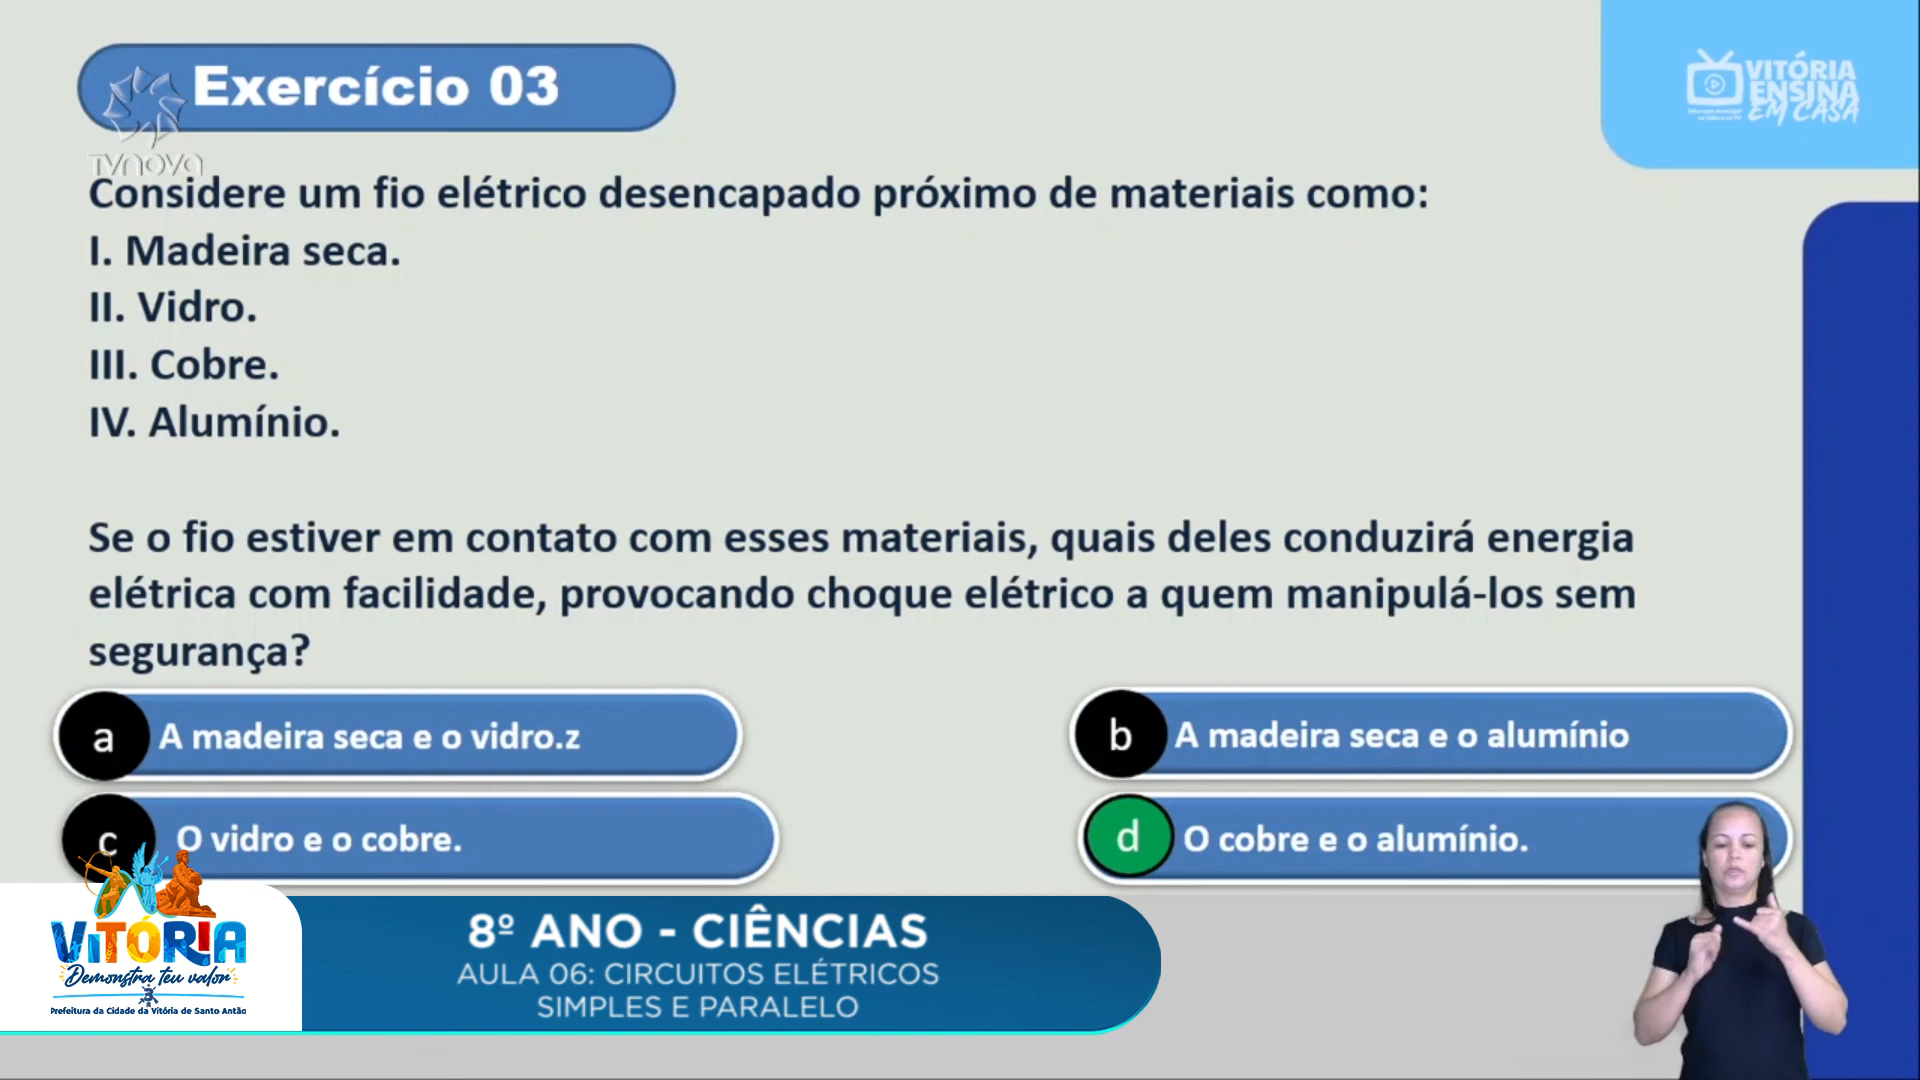 Exercício 03
TVNOVA
VITÓRIA
ENSINA
EM CASA
Considere um fio elétrico desencapado próximo de materiais como:
I. Madeira seca.
II. Vidro.
III. Cobre.
IV. Alumínio.
Se o fio estiver em contato com esses materiais, quais deles conduzirá energia
elétrica com facilidade, provocando choque elétrico a quem manipulá-los sem
segurança?
a A madeira seca e o vidro.z
b A madeira seca e o alumínio
c O vidro e o cobre.
d O cobre e o alumínio.
VITÓRIA
Demonstra teu valor
Prefeitura da Cidade da Vitória de Santo Antão
8º ANO - CIÊNCIAS
AULA 06: CIRCUITOS ELÉTRICOS
SIMPLES E PARALELO